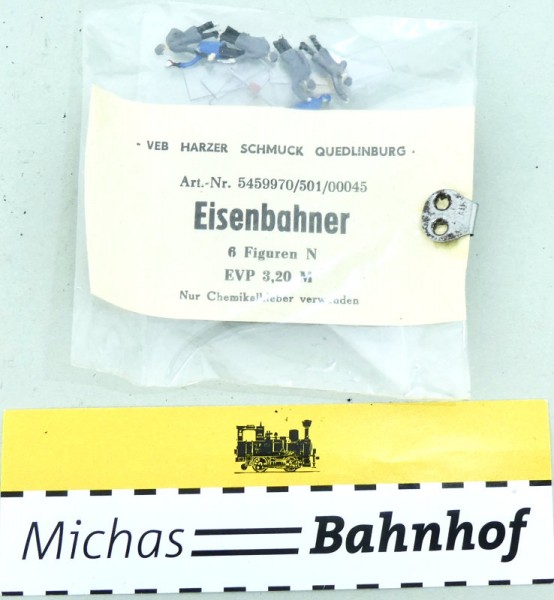 · VEB HARZER SCHMUCK QUEDLINBURG ·
Art.-Nr. 5459970/501/00045
Eisenbahner
6 Figuren N
EVP 3,20 M
Nur Chemikalkleber verwenden
Michas Bahnhof